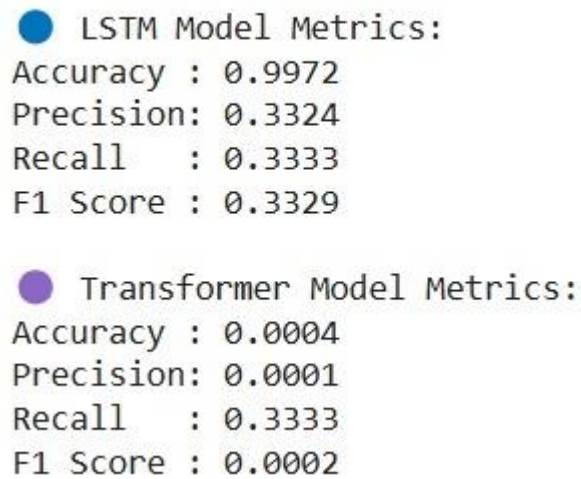 LSTM Model Metrics:
Accuracy : 0.9972
Precision: 0.3324
Recall   : 0.3333
F1 Score : 0.3329
Transformer Model Metrics:
Accuracy : 0.0004
Precision: 0.0001
Recall   : 0.3333
F1 Score : 0.0002